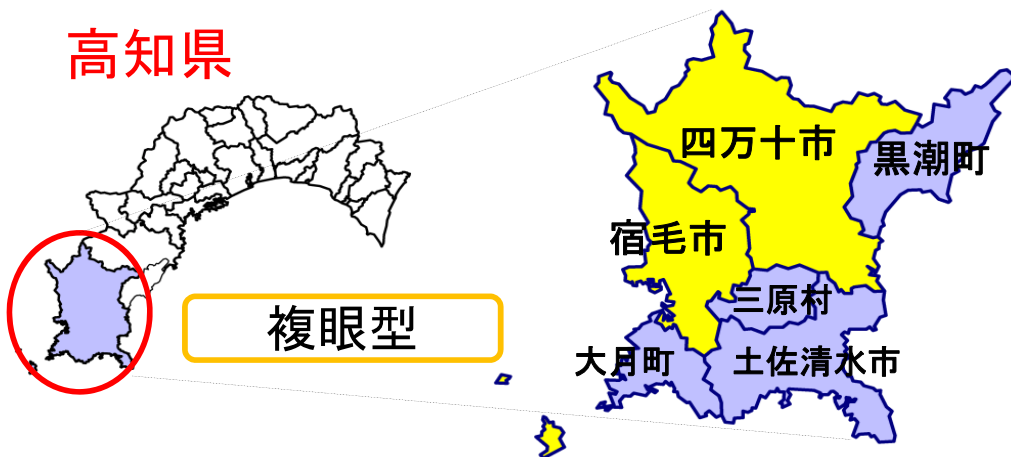 高知県
四万十市
黒潮町
宿毛市
三原村
複眼型
大月町
土佐清水市